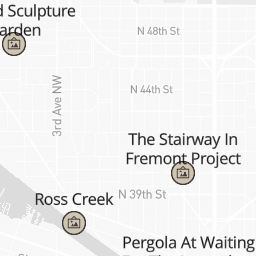 d Sculpture
arden
N 48th St
3rd Ave NW
N 44th St
The Stairway In
Fremont Project
Ross Creek
N 39th St
Pergola At Waiting